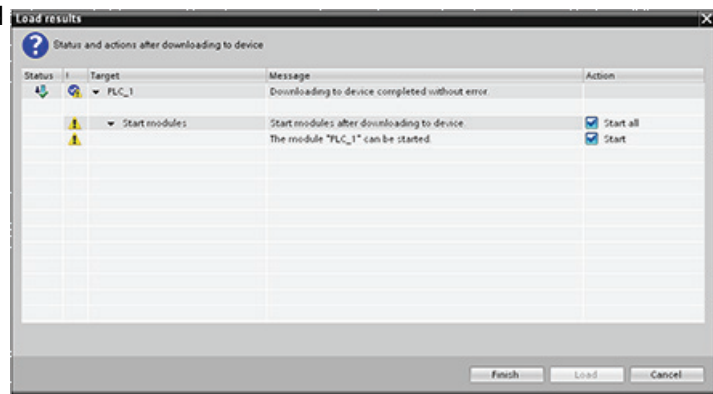 Load results
Status and actions after downloading to device
Status ! Target Message Action
PLC_1 Downloading to device completed without error.
Start modules Start modules after downloading to device. Start all
The module "PLC_1" can be started. Start
Finish Load Cancel